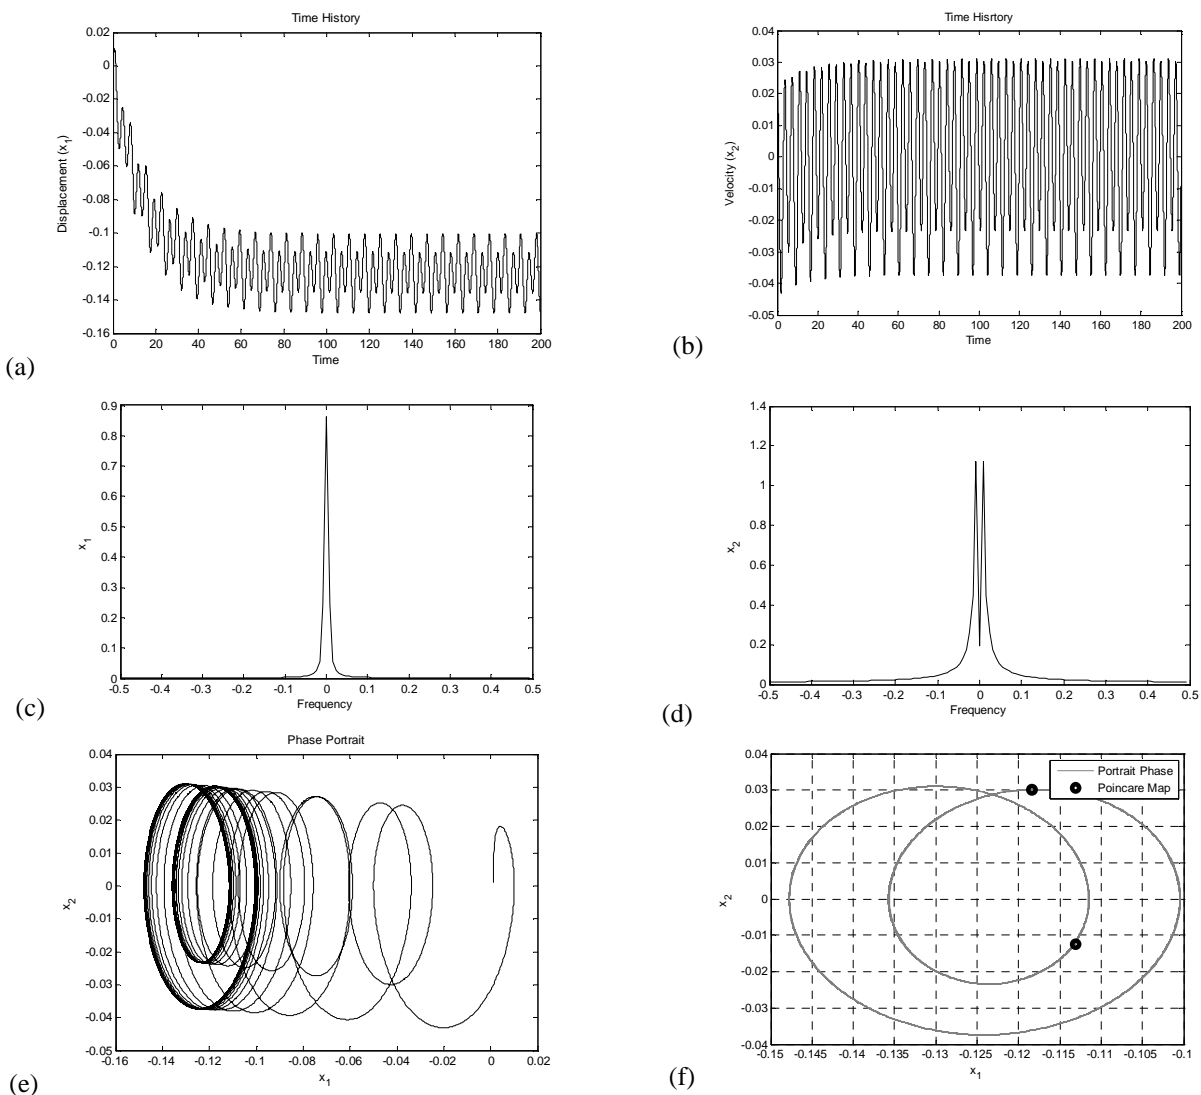 Time History
0.02
0
-0.02
-0.04
-0.06
-0.08
-0.1
-0.12
-0.14
-0.16
Displacement (x1)
0 20 40 60 80 100 120 140 160 180 200
Time
(a)
Time Hisrtory
0.04
0.03
0.02
0.01
0
-0.01
-0.02
-0.03
-0.04
-0.05
Velocity (x2)
0 20 40 60 80 100 120 140 160 180 200
Time
(b)
0.9
0.8
0.7
0.6
0.5
0.4
0.3
0.2
0.1
0
x1
-0.5 -0.4 -0.3 -0.2 -0.1 0 0.1 0.2 0.3 0.4 0.5
Frequency
(c)
1.4
1.2
1
0.8
0.6
0.4
0.2
0
x2
-0.5 -0.4 -0.3 -0.2 -0.1 0 0.1 0.2 0.3 0.4 0.5
Frequency
(d)
Phase Portrait
0.04
0.03
0.02
0.01
0
-0.01
-0.02
-0.03
-0.04
-0.05
x2
-0.16 -0.14 -0.12 -0.1 -0.08 -0.06 -0.04 -0.02 0 0.02
x1
(e)
Portrait Phase
Poincare Map
0.04
0.03
0.02
0.01
0
-0.01
-0.02
-0.03
-0.04
x2
-0.15 -0.145 -0.14 -0.135 -0.13 -0.125 -0.12 -0.115 -0.11 -0.105 -0.1
x1
(f)